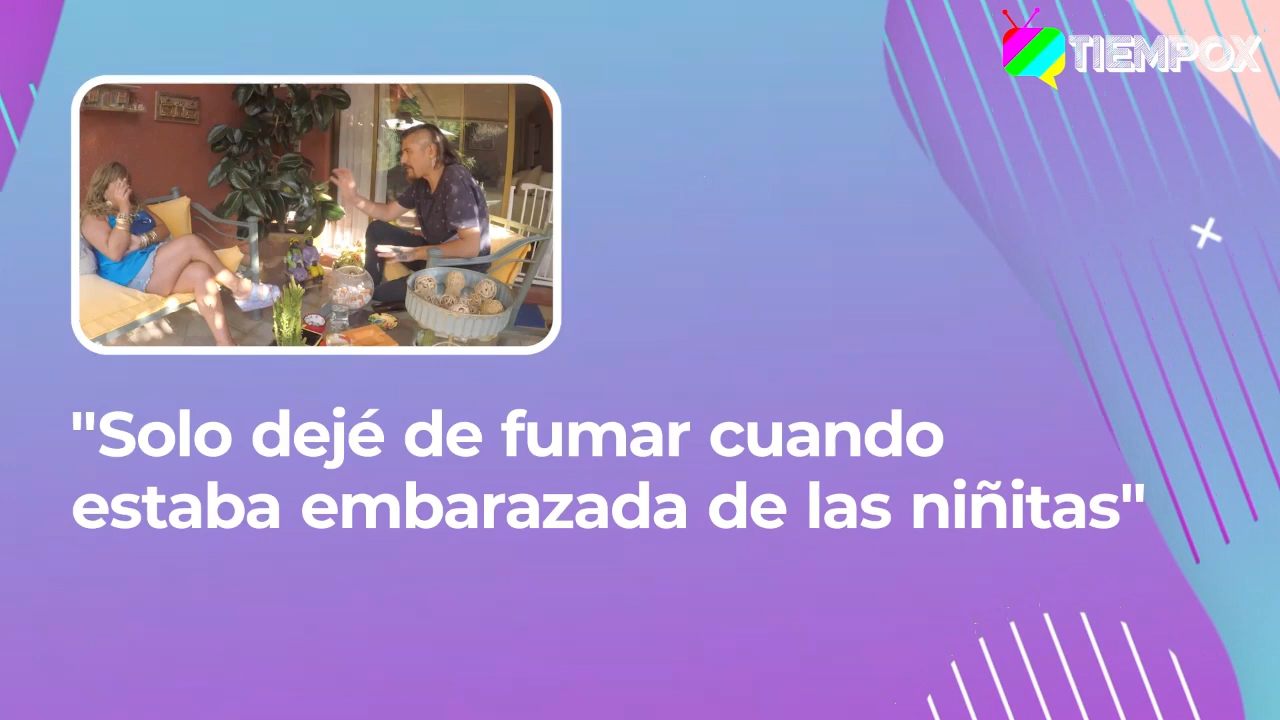 TIEMPOX
"Solo dejé de fumar cuando
estaba embarazada de las niñitas"